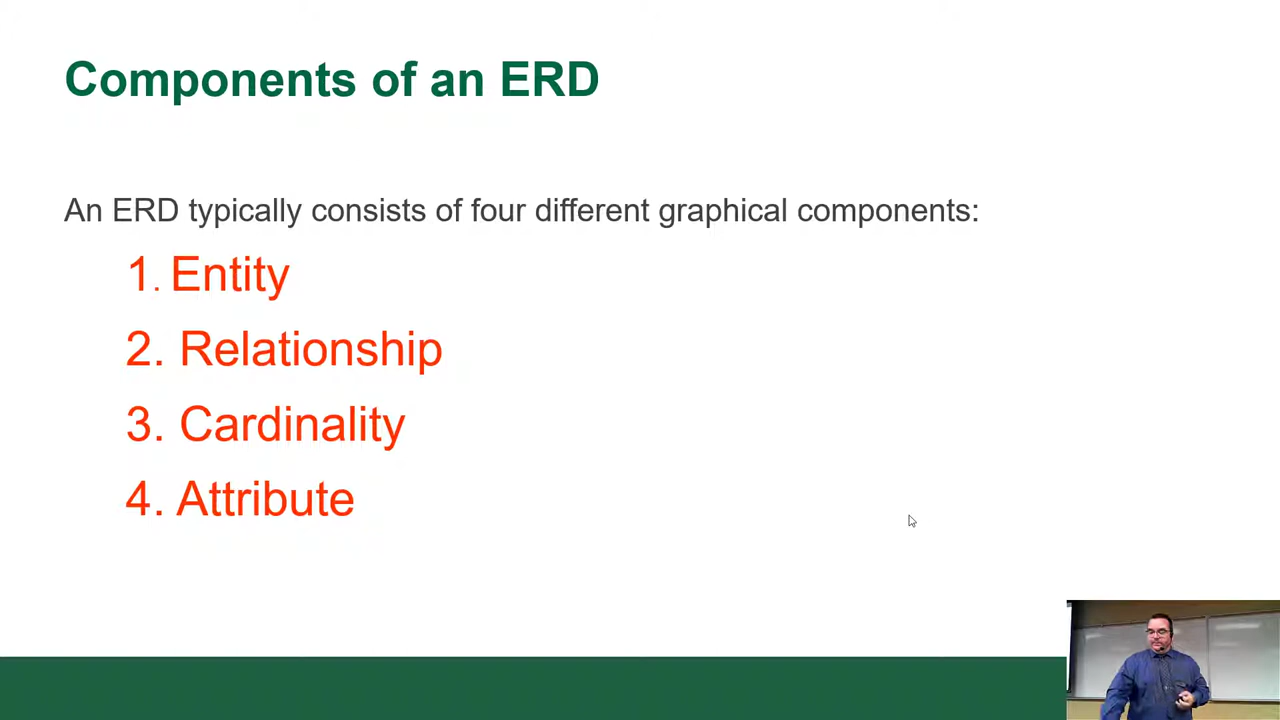 Components of an ERD
An ERD typically consists of four different graphical components:
1. Entity
2. Relationship
3. Cardinality
4. Attribute